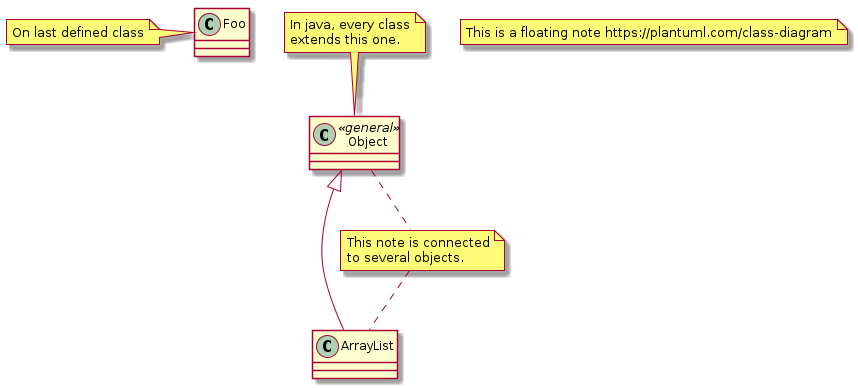 On last defined class
C Foo
In java, every class
extends this one.
This is a floating note https://plantuml.com/class-diagram
C «general»
Object
This note is connected
to several objects.
C ArrayList